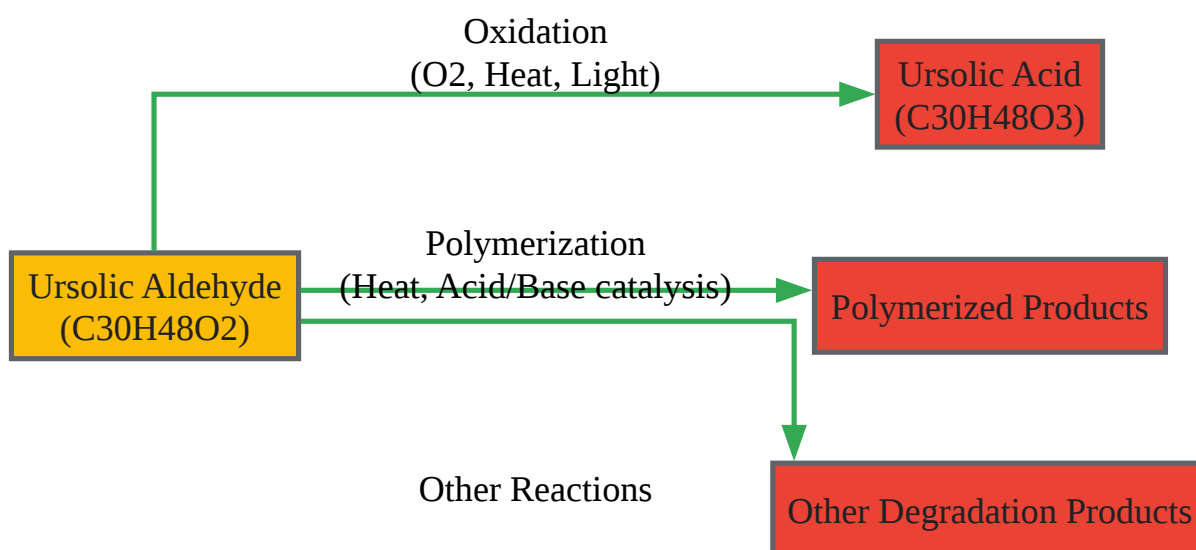 Oxidation
(O2, Heat, Light)
Ursolic Acid
(C30H48O3)
Polymerization
(Heat, Acid/Base catalysis)
Ursolic Aldehyde
(C30H48O2)
Polymerized Products
Other Reactions
Other Degradation Products